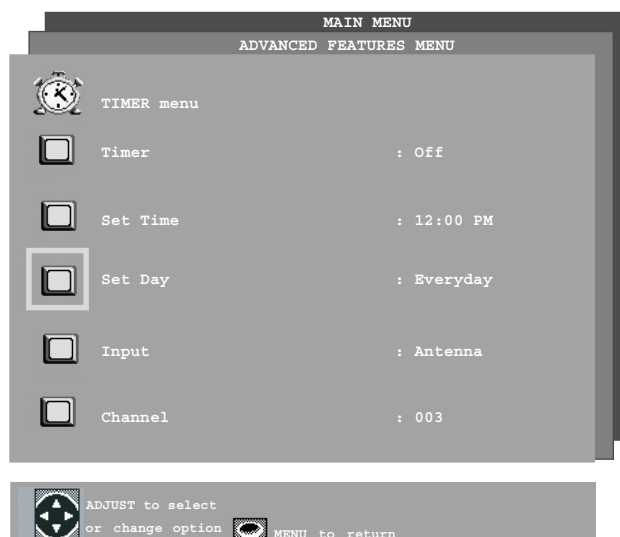 MAIN MENU
ADVANCED FEATURES MENU
TIMER menu
Timer : Off
Set Time : 12:00 PM
Set Day : Everyday
Input : Antenna
Channel : 003
ADJUST to select
or change option
MENU to return